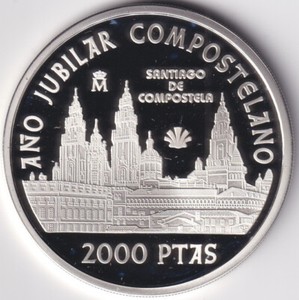 AÑO JUBILAR COMPOSTELANO
M
SANTIAGO
DE
COMPOSTELA
2000 PTAS